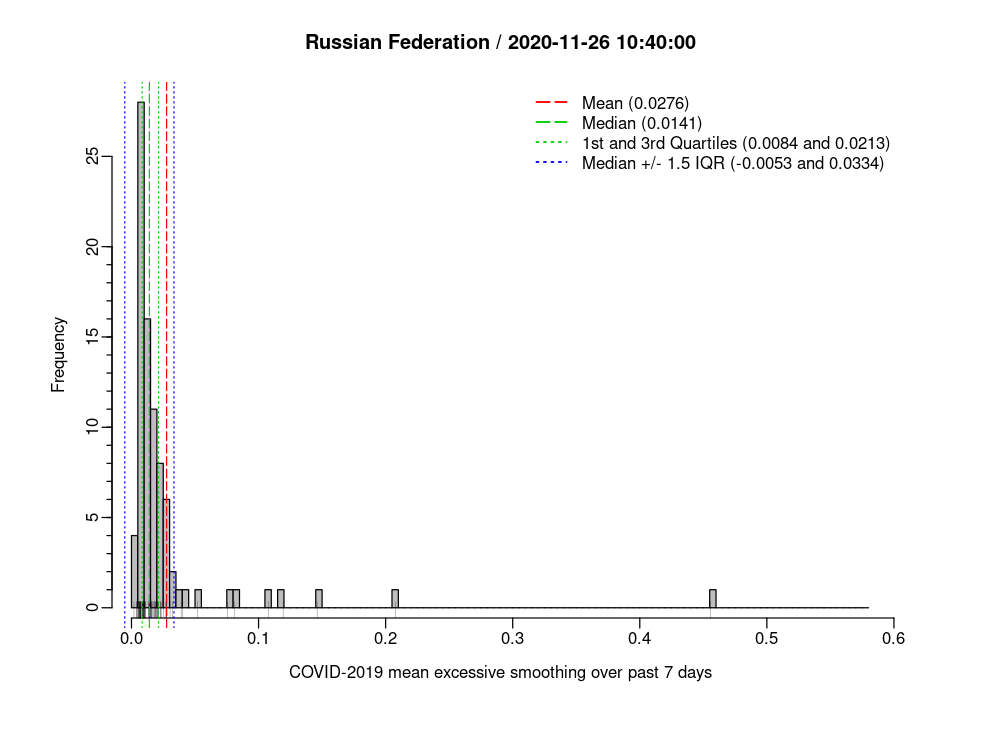 Russian Federation / 2020-11-26 10:40:00
Mean (0.0276)
Median (0.0141)
1st and 3rd Quartiles (0.0084 and 0.0213)
Median +/- 1.5 IQR (-0.0053 and 0.0334)
Frequency
25
20
15
10
5
0
0.0 0.1 0.2 0.3 0.4 0.5 0.6
COVID-2019 mean excessive smoothing over past 7 days